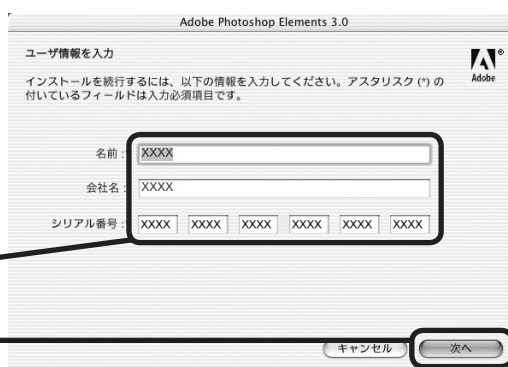 Adobe Photoshop Elements 3.0
ユーザ情報を入力
インストールを続行するには、以下の情報を入力してください。アスタリスク (*) の
付いているフィールドは入力必須項目です。
Adobe®
名前 : XXXX
会社名 : XXXX
シリアル番号 : XXXX XXXX XXXX XXXX XXXX XXXX
キャンセル 次へ